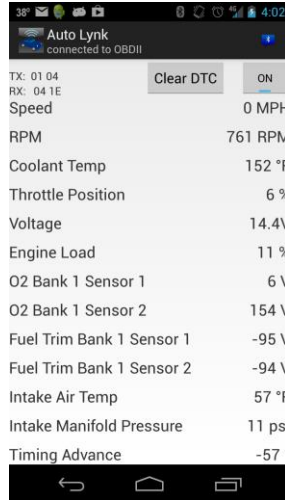 38° 4:02
Auto Lynk
connected to OBDII
TX: 01 04
RX: 04 1E
Clear DTC
ON
Speed 0 MPH
RPM 761 RPM
Coolant Temp 152 °F
Throttle Position 6 %
Voltage 14.4V
Engine Load 11 %
O2 Bank 1 Sensor 1 6 V
O2 Bank 1 Sensor 2 154 V
Fuel Trim Bank 1 Sensor 1 -95 \
Fuel Trim Bank 1 Sensor 2 -94 \
Intake Air Temp 57 °F
Intake Manifold Pressure 11 ps
Timing Advance -57